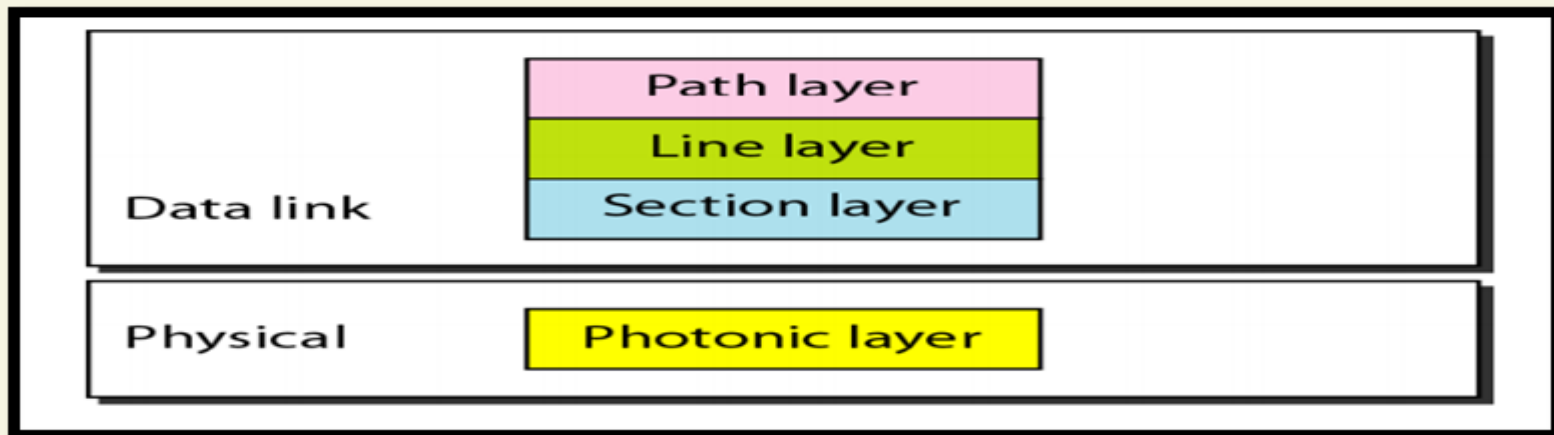 Path layer
Line layer
Data link
Section layer
Physical
Photonic layer